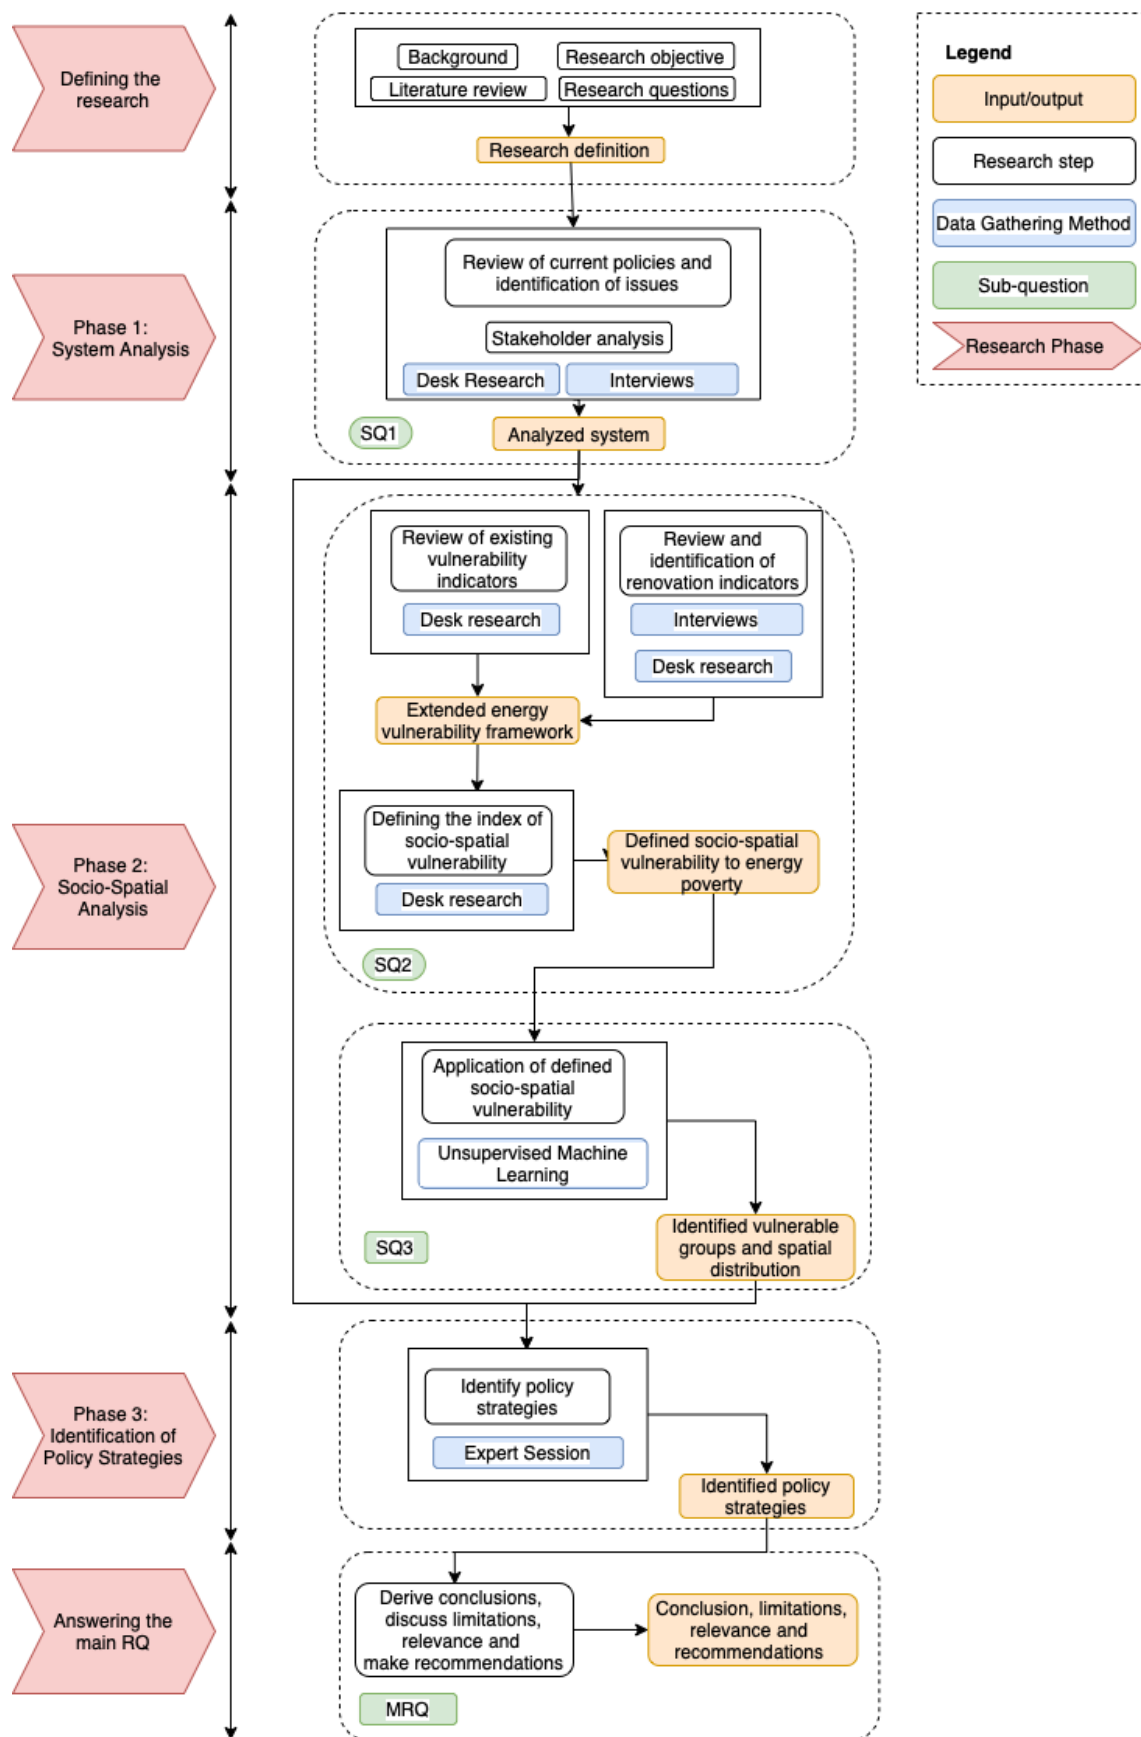 Defining the
research
Background
Research objective
Literature review
Research questions
Research definition
Legend
Input/output
Research step
Data Gathering Method
Sub-question
Research Phase
Phase 1:
System Analysis
Review of current policies and
identification of issues
Stakeholder analysis
Desk Research
Interviews
SQ1
Analyzed system
Phase 2:
Socio-Spatial
Analysis
Review of existing
vulnerability
indicators
Desk research
Review and
identification of
renovation indicators
Interviews
Desk research
Extended energy
vulnerability framework
Defining the index of
socio-spatial
vulnerability
Desk research
Defined socio-spatial
vulnerability to energy
poverty
SQ2
Application of defined
socio-spatial
vulnerability
Unsupervised Machine
Learning
SQ3
Identified vulnerable
groups and spatial
distribution
Phase 3:
Identification of
Policy Strategies
Identify policy
strategies
Expert Session
Identified policy
strategies
Answering the
main RQ
Derive conclusions,
discuss limitations,
relevance and
make recommendations
Conclusion, limitations,
relevance and
recommendations
MRQ